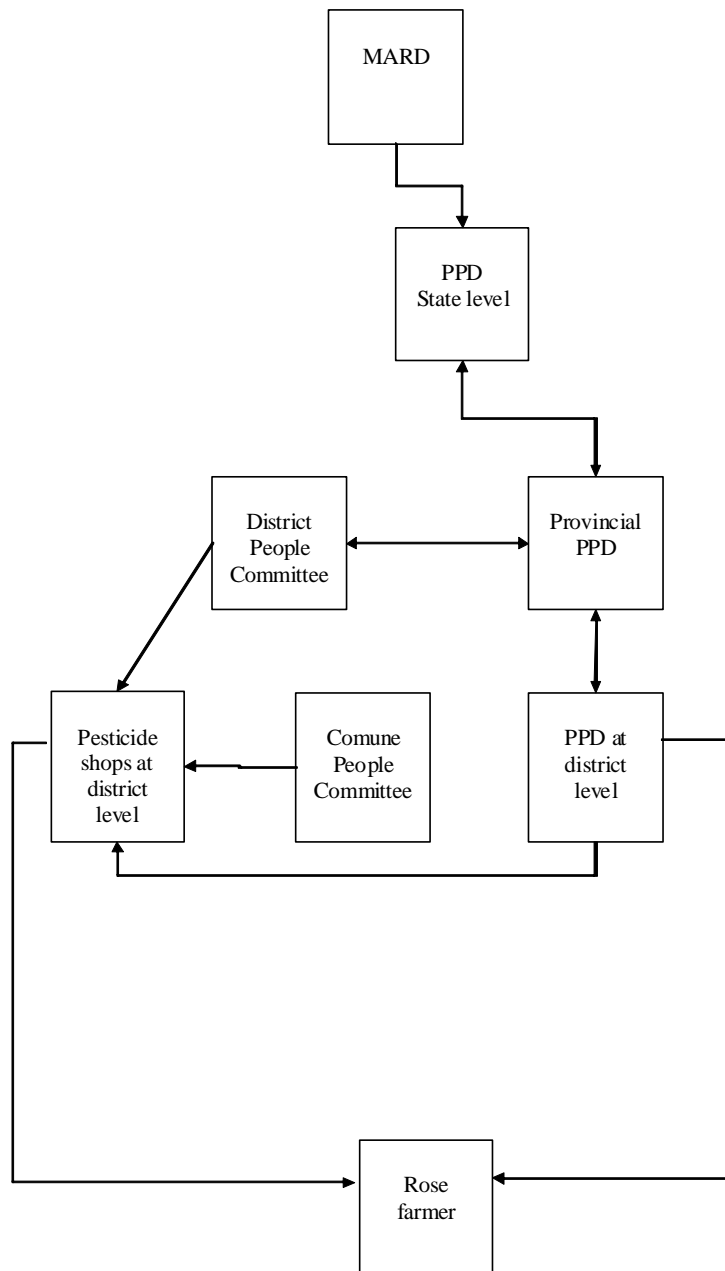 MARD
PPD
State level
District
People
Committee
Provincial
PPD
Pesticide
shops at
district
level
Comune
People
Committee
PPD at
district
level
Rose
farmer